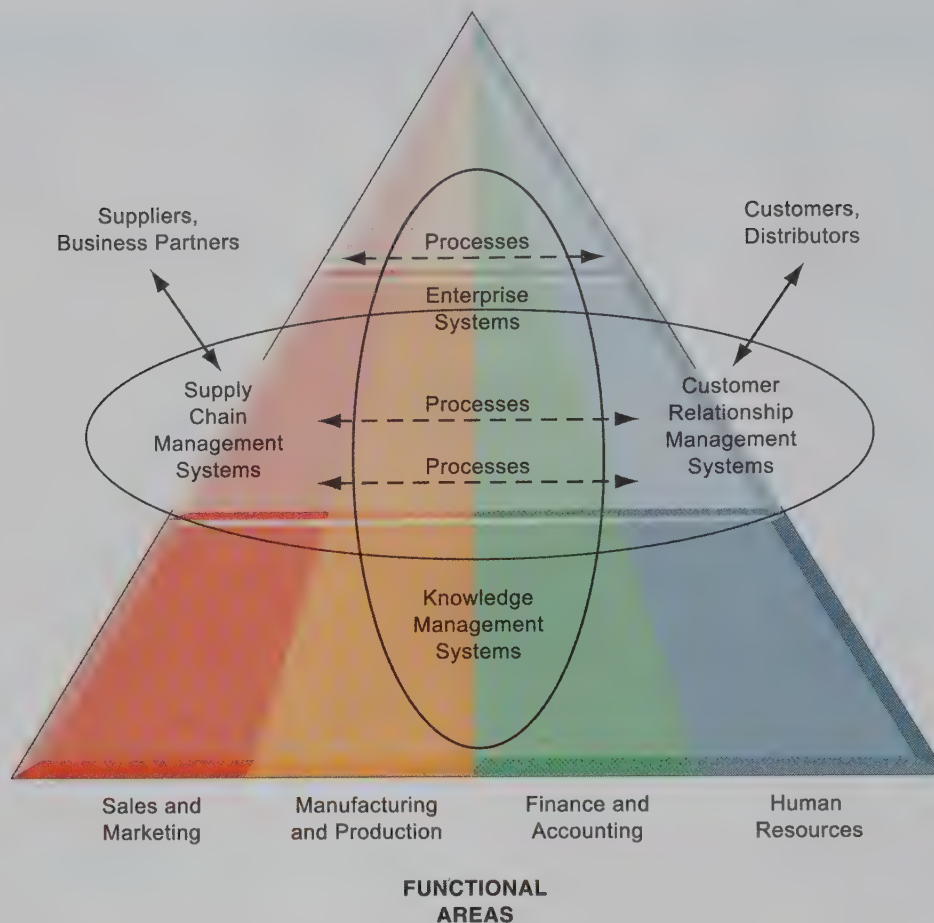 Suppliers,
Business Partners
Customers,
Distributors
Processes
Enterprise
Systems
Supply
Chain
Management
Systems
Processes
Processes
Customer
Relationship
Management
Systems
Knowledge
Management
Systems
Sales and
Marketing
Manufacturing
and Production
Finance and
Accounting
Human
Resources
FUNCTIONAL
AREAS